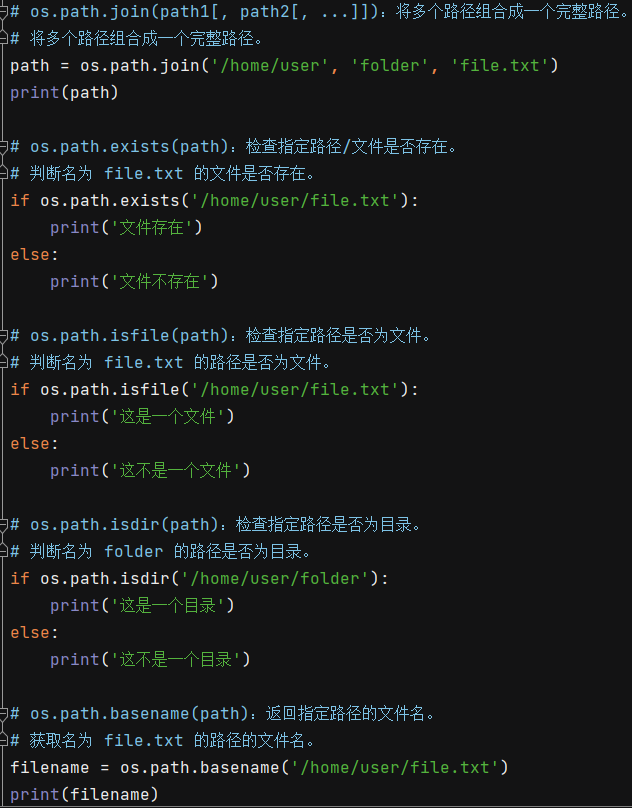 # os.path.join(path1[, path2[, ...]]): 将多个路径组合成一个完整路径。
# 将多个路径组合成一个完整路径。
path = os.path.join('/home/user', 'folder', 'file.txt')
print(path)
# os.path.exists(path): 检查指定路径/文件是否存在。
# 判断名为 file.txt 的文件是否存在。
if os.path.exists('/home/user/file.txt'):
    print('文件存在')
else:
    print('文件不存在')
# os.path.isfile(path): 检查指定路径是否为文件。
# 判断名为 file.txt 的路径是否为文件。
if os.path.isfile('/home/user/file.txt'):
    print('这是一个文件')
else:
    print('这不是一个文件')
# os.path.isdir(path): 检查指定路径是否为目录。
# 判断名为 folder 的路径是否为目录。
if os.path.isdir('/home/user/folder'):
    print('这是一个目录')
else:
    print('这不是一个目录')
# os.path.basename(path): 返回指定路径的文件名。
# 获取名为 file.txt 的路径的文件名。
filename = os.path.basename('/home/user/file.txt')
print(filename)